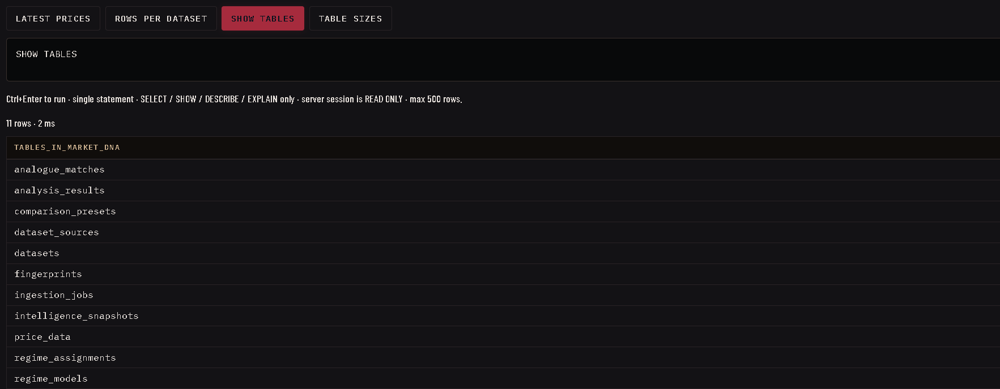 LATEST PRICES ROWS PER DATASET SHOW TABLES TABLE SIZES
SHOW TABLES
Ctrl+Enter to run · single statement · SELECT / SHOW / DESCRIBE / EXPLAIN only · server session is READ ONLY · max 500 rows.
11 rows · 2 ms
TABLES_IN_MARKET_DNA
analogue_matches
analysis_results
comparison_presets
dataset_sources
datasets
fingerprints
ingestion_jobs
intelligence_snapshots
price_data
regime_assignments
regime_models